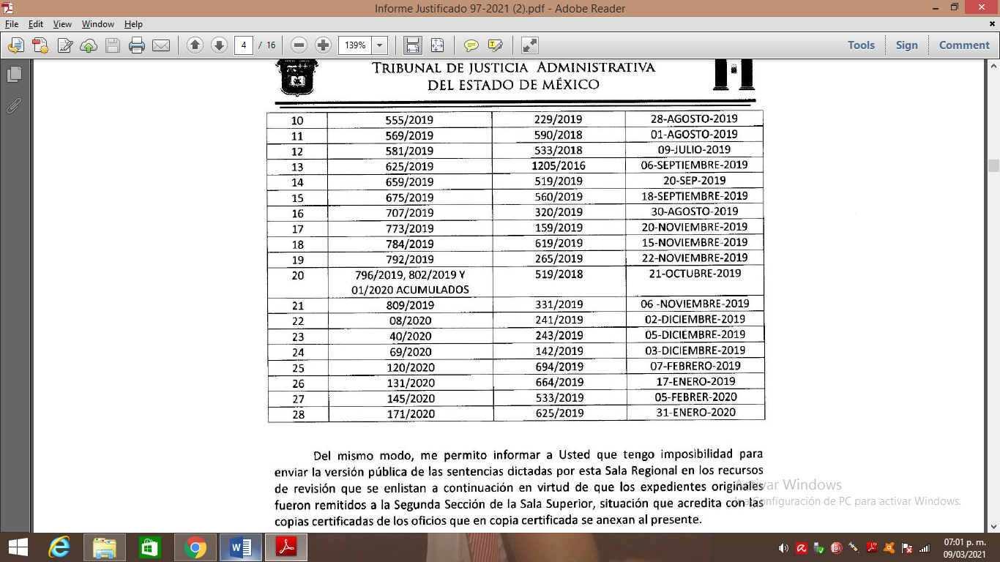 Informe Justificado 97-2021 (2).pdf - Adobe Reader
File Edit View Window Help
4 / 16 139% Tools Sign Comment
TRIBUNAL DE JUSTICIA ADMINISTRATIVA
DEL ESTADO DE MÉXICO
10 555/2019 229/2019 28-AGOSTO-2019
11 569/2019 590/2018 01-AGOSTO-2019
12 581/2019 533/2018 09-JULIO-2019
13 625/2019 1205/2016 06-SEPTIEMBRE-2019
14 659/2019 519/2019 20-SEP-2019
15 675/2019 560/2019 18-SEPTIEMBRE-2019
16 707/2019 320/2019 30-AGOSTO-2019
17 773/2019 159/2019 20-NOVIEMBRE-2019
18 784/2019 619/2019 15-NOVIEMBRE-2019
19 792/2019 265/2019 22-NOVIEMBRE-2019
20 796/2019, 802/2019 Y 519/2018 21-OCTUBRE-2019
01/2020 ACUMULADOS
21 809/2019 331/2019 06 -NOVIEMBRE-2019
22 08/2020 241/2019 02-DICIEMBRE-2019
23 40/2020 243/2019 05-DICIEMBRE-2019
24 69/2020 142/2019 03-DICIEMBRE-2019
25 120/2020 694/2019 07-FEBRERO-2019
26 131/2020 664/2019 17-ENERO-2019
27 145/2020 533/2019 05-FEBRER-2020
28 171/2020 625/2019 31-ENERO-2020
Del mismo modo, me permito informar a Usted que tengo imposibilidad para
enviar la versión pública de las sentencias dictadas por esta Sala Regional en los recursos
de revisión que se enlistan a continuación en virtud de que los expedientes originales
fueron remitidos a la Segunda Sección de la Sala Superior, situación que acredita con las
copias certificadas de los oficios que en copia certificada se anexan al presente.
Activar Windows
Ir a Configuración de PC para activar Windows.
07:01 p. m.
09/03/2021